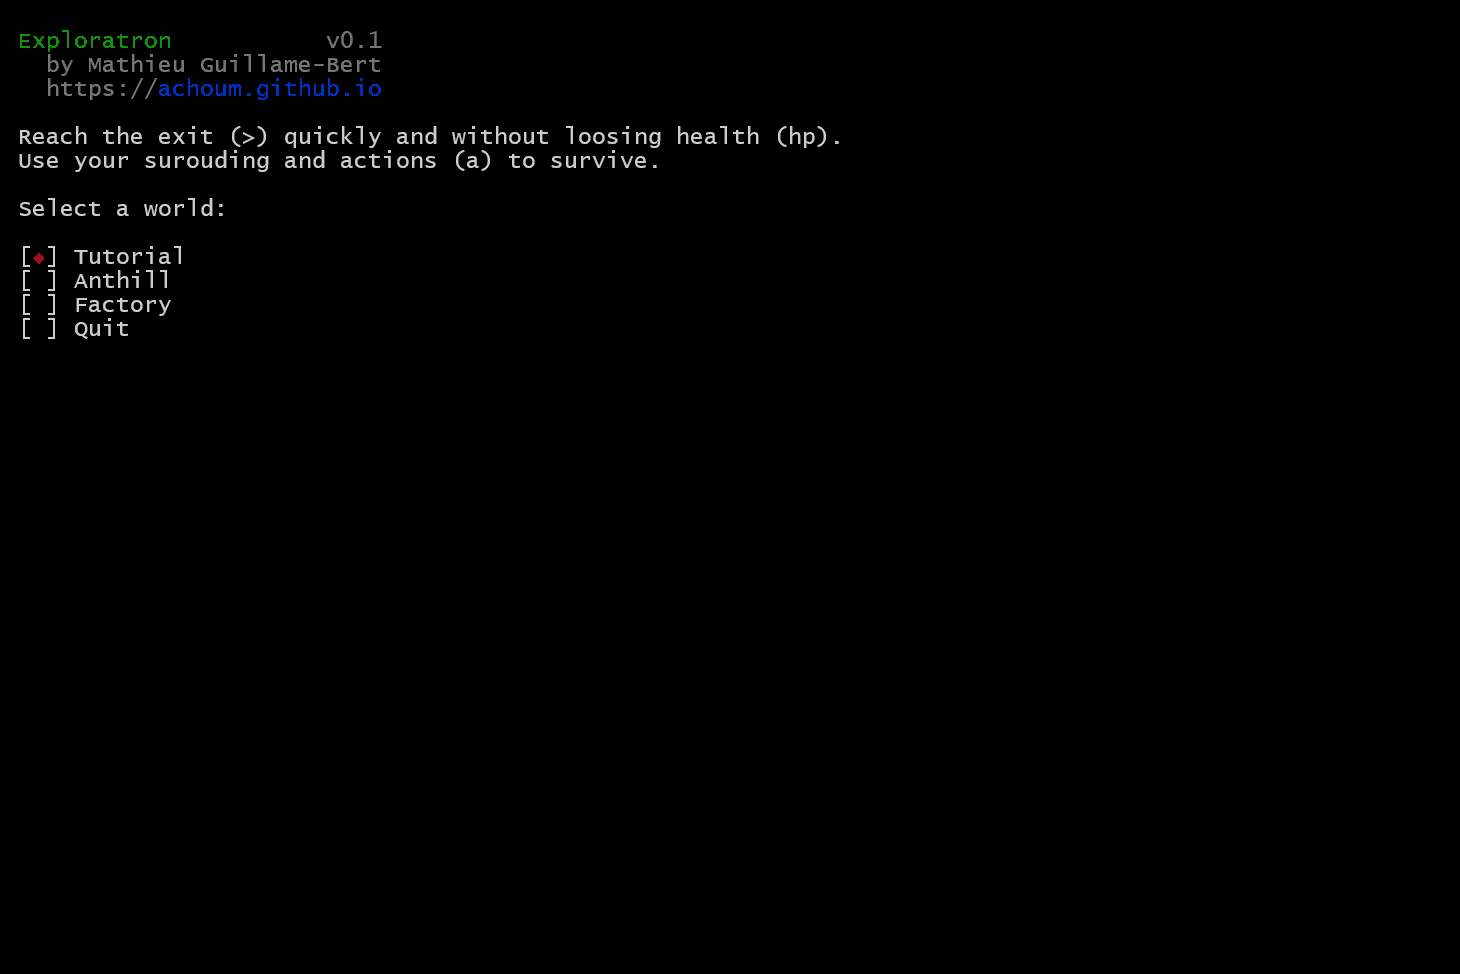 Exploratron v0.1
by Mathieu Guillame-Bert
https://achoum.github.io
Reach the exit (>) quickly and without loosing health (hp).
Use your surouding and actions (a) to survive.
Select a world:
[◆] Tutorial
[ ] Anthill
[ ] Factory
[ ] Quit